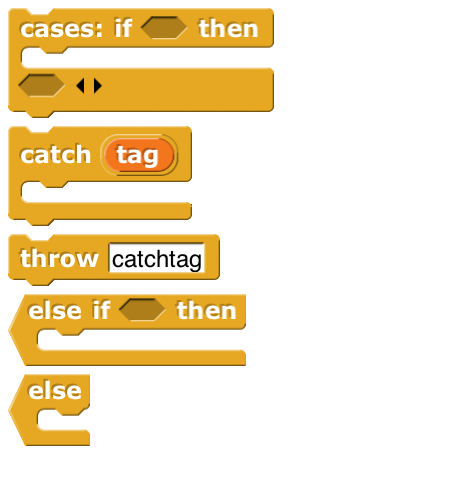 cases: if then
catch tag
throw catchtag
else if then
else